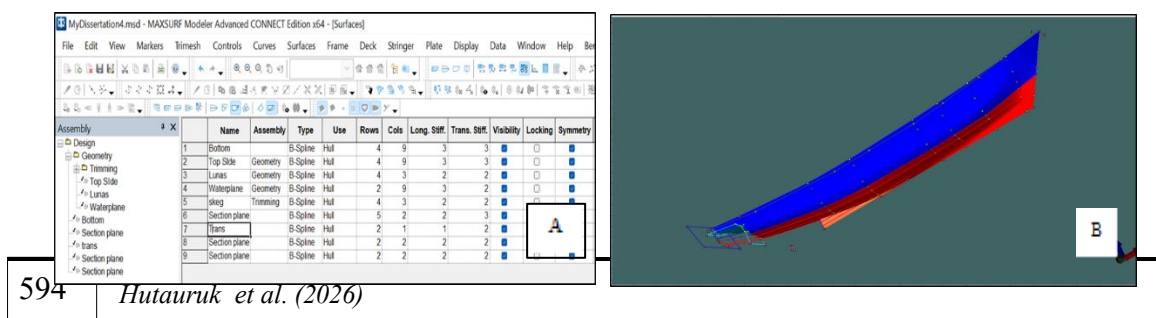 MyDissertation4.msd - MAXSURF Modeler Advanced CONNECT Edition x64 - [Surfaces]
File Edit View Markers Trimesh Controls Curves Surfaces Frame Deck Stringer Plate Display Data Window Help Ber
Assembly X
Design
Geometry
Trimming
Top SIde
Lunas
Waterplane
Bottom
Section plane
trans
Section plane
Section plane
Name Assembly Type Use Rows Cols Long. Stiff. Trans. Stiff. Visibility Locking Symmetry
1 Bottom B-Spline Hull 4 9 3 3
2 Top SIde Geometry B-Spline Hull 4 9 3 3
3 Lunas Geometry B-Spline Hull 4 3 2 2
4 Waterplane Geometry B-Spline Hull 2 9 3 2
5 skeg Trimming B-Spline Hull 4 3 2 2
6 Section plane B-Spline Hull 5 2 2 3
7 Trans B-Spline Hull 2 1 1 2
8 Section plane B-Spline Hull 2 2 2 2
9 Section plane B-Spline Hull 2 2 2 2
A
B
594 Hutauruk et al. (2026)